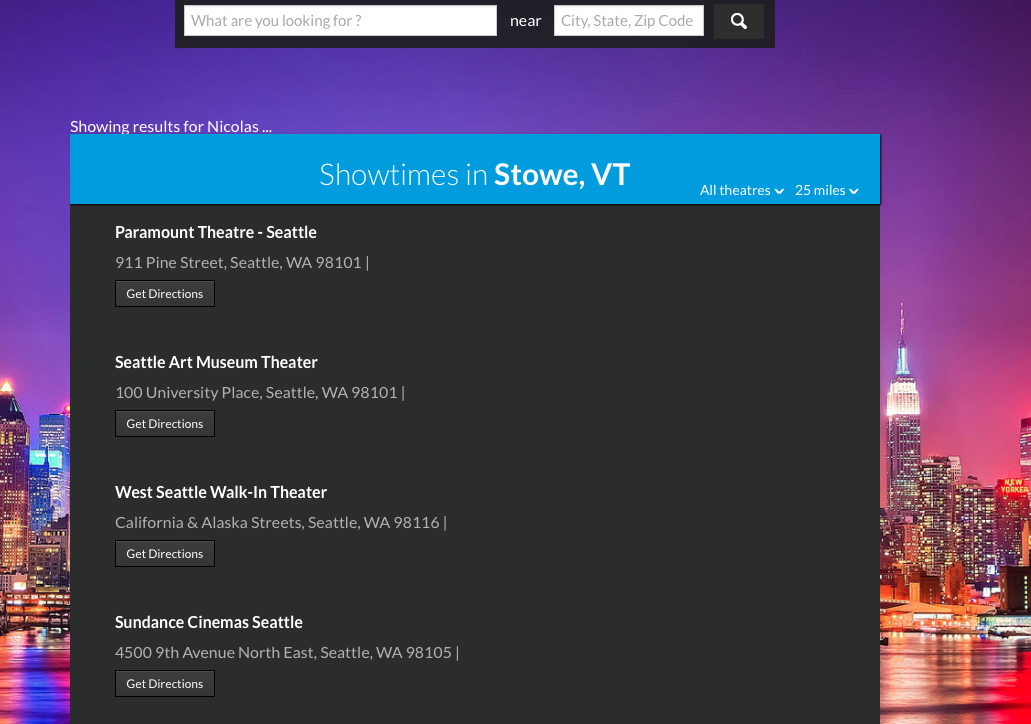 What are you looking for ?
near
City, State, Zip Code
Showing results for Nicolas ...
Showtimes in Stowe, VT
All theatres
25 miles
Paramount Theatre - Seattle
911 Pine Street, Seattle, WA 98101 |
Get Directions
Seattle Art Museum Theater
100 University Place, Seattle, WA 98101 |
Get Directions
West Seattle Walk-In Theater
California & Alaska Streets, Seattle, WA 98116 |
Get Directions
Sundance Cinemas Seattle
4500 9th Avenue North East, Seattle, WA 98105 |
Get Directions
NEW
YORKER